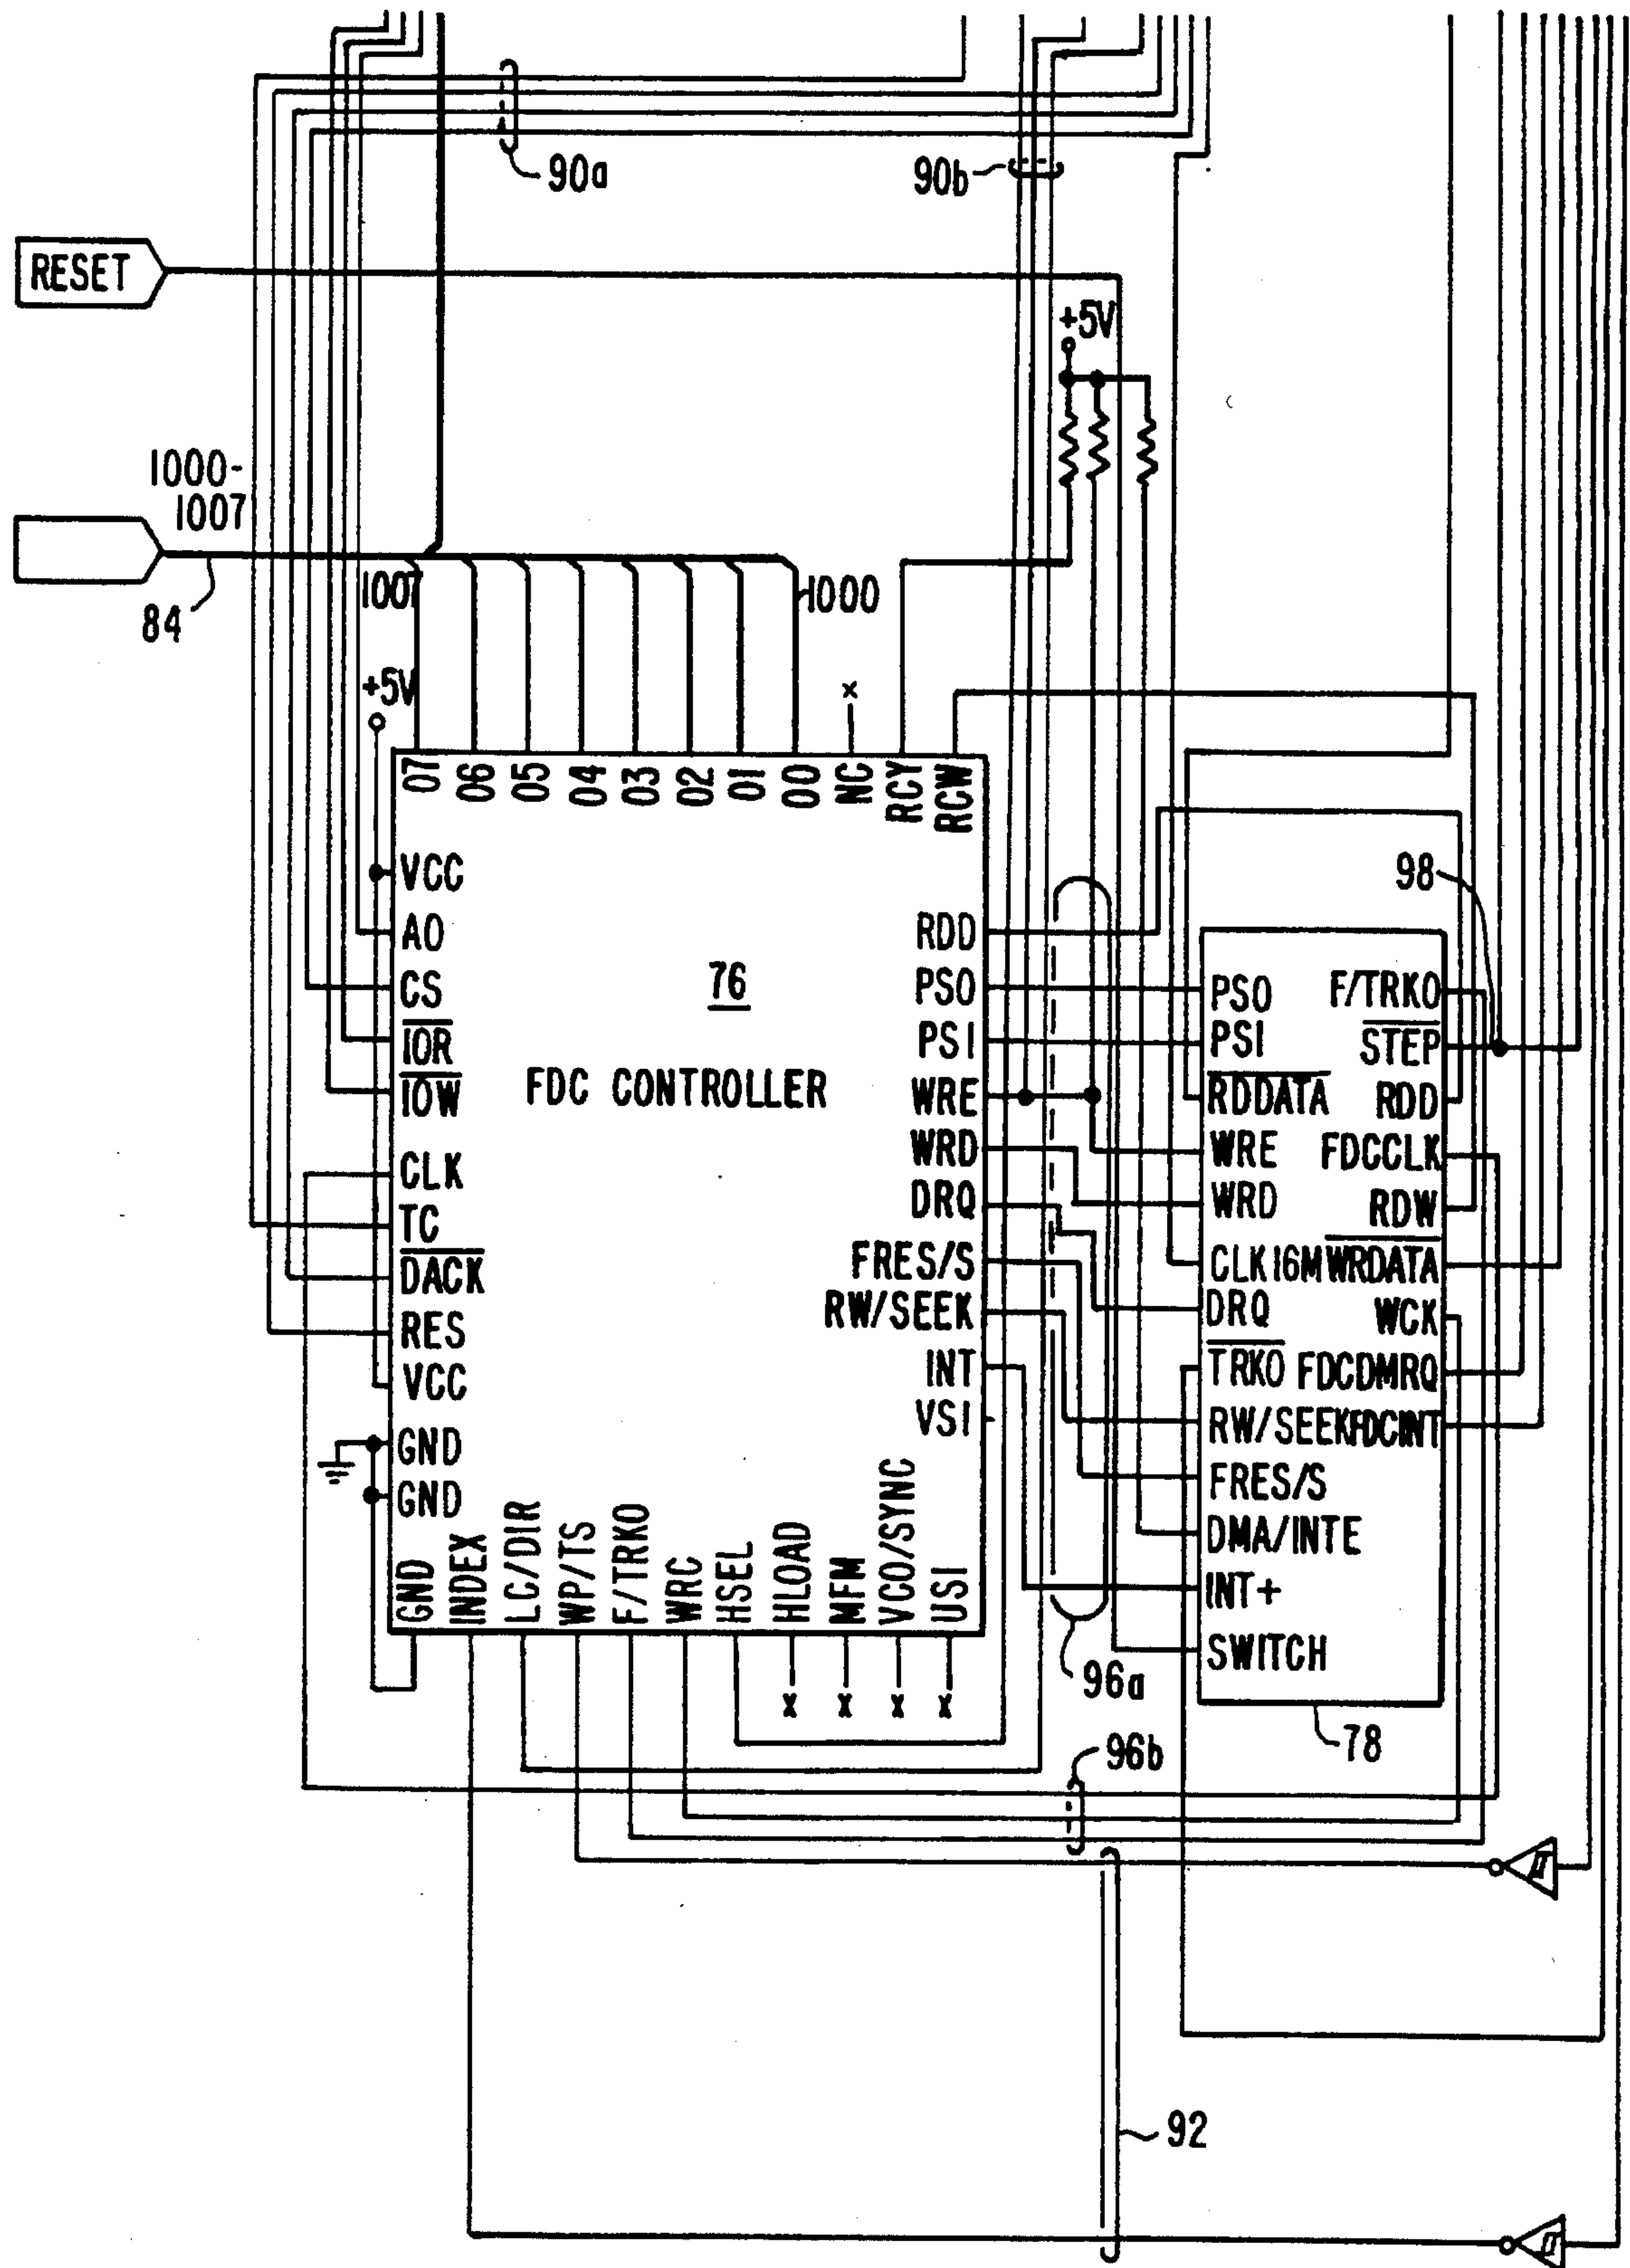 90a
90b
RESET
+5V
1000-
1007
84
1007
1000
+5V
x
07
06
05
04
03
02
01
00
NC
RCY
RCW
VCC
AO
CS
IOR
IOW
CLK
TC
DACK
RES
VCC
GND
GND
76
FDC CONTROLLER
RDD
PS0
PS1
WRE
WRD
DRQ
FRES/S
RW/SEEK
INT
VSI
GND
INDEX
LC/DIR
WP/TS
F/TRKO
WRC
HSEL
HLOAD
MFM
VCO/SYNC
USI
x
x
x
x
98
PS0
PS1
RDDATA
WRE
WRD
CLK16M
DRQ
TRKO
RW/SEEK
FRES/S
DMA/INTE
INT+
SWITCH
F/TRKO
STEP
RDD
FDCCLK
RDW
WRDATA
WCK
FDCDMRQ
FDCINT
96a
78
96b
92